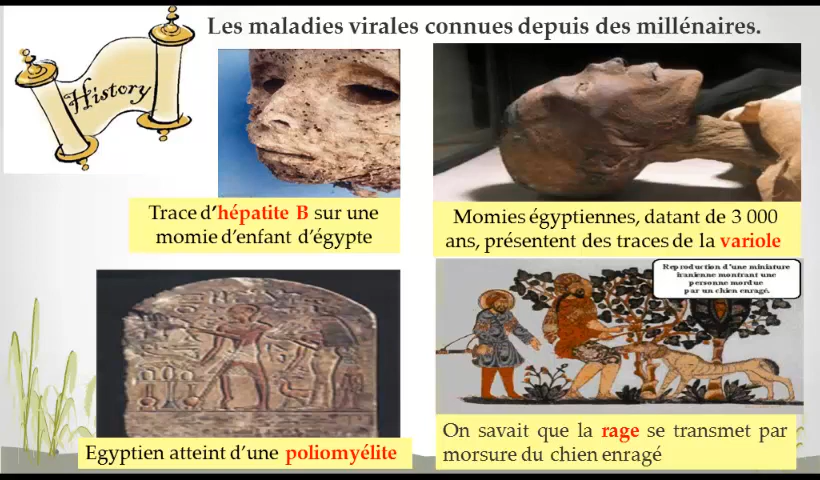 Les maladies virales connues depuis des millénaires.
History
Trace d'hépatite B sur une
momie d'enfant d'égypte
Momies égyptiennes, datant de 3 000
ans, présentent des traces de la variole
Reproduction d'une miniature
iranienne montrant une
personne mordue
par un chien enragé.
Egyptien atteint d'une poliomyélite
On savait que la rage se transmet par
morsure du chien enragé